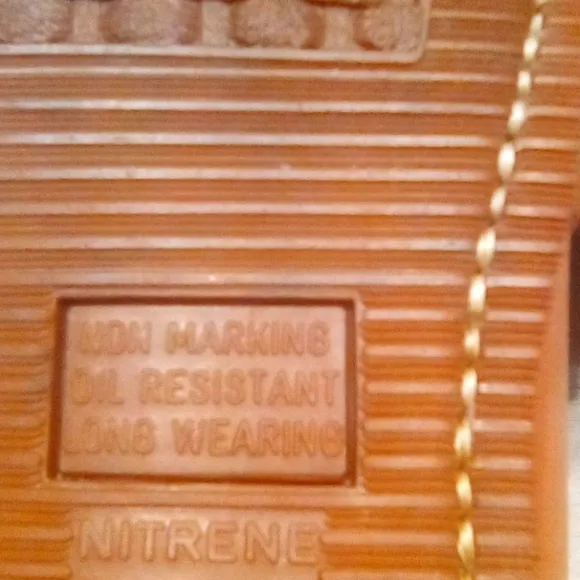 NON MARKING
OIL RESISTANT
LONG WEARING
NITRENE